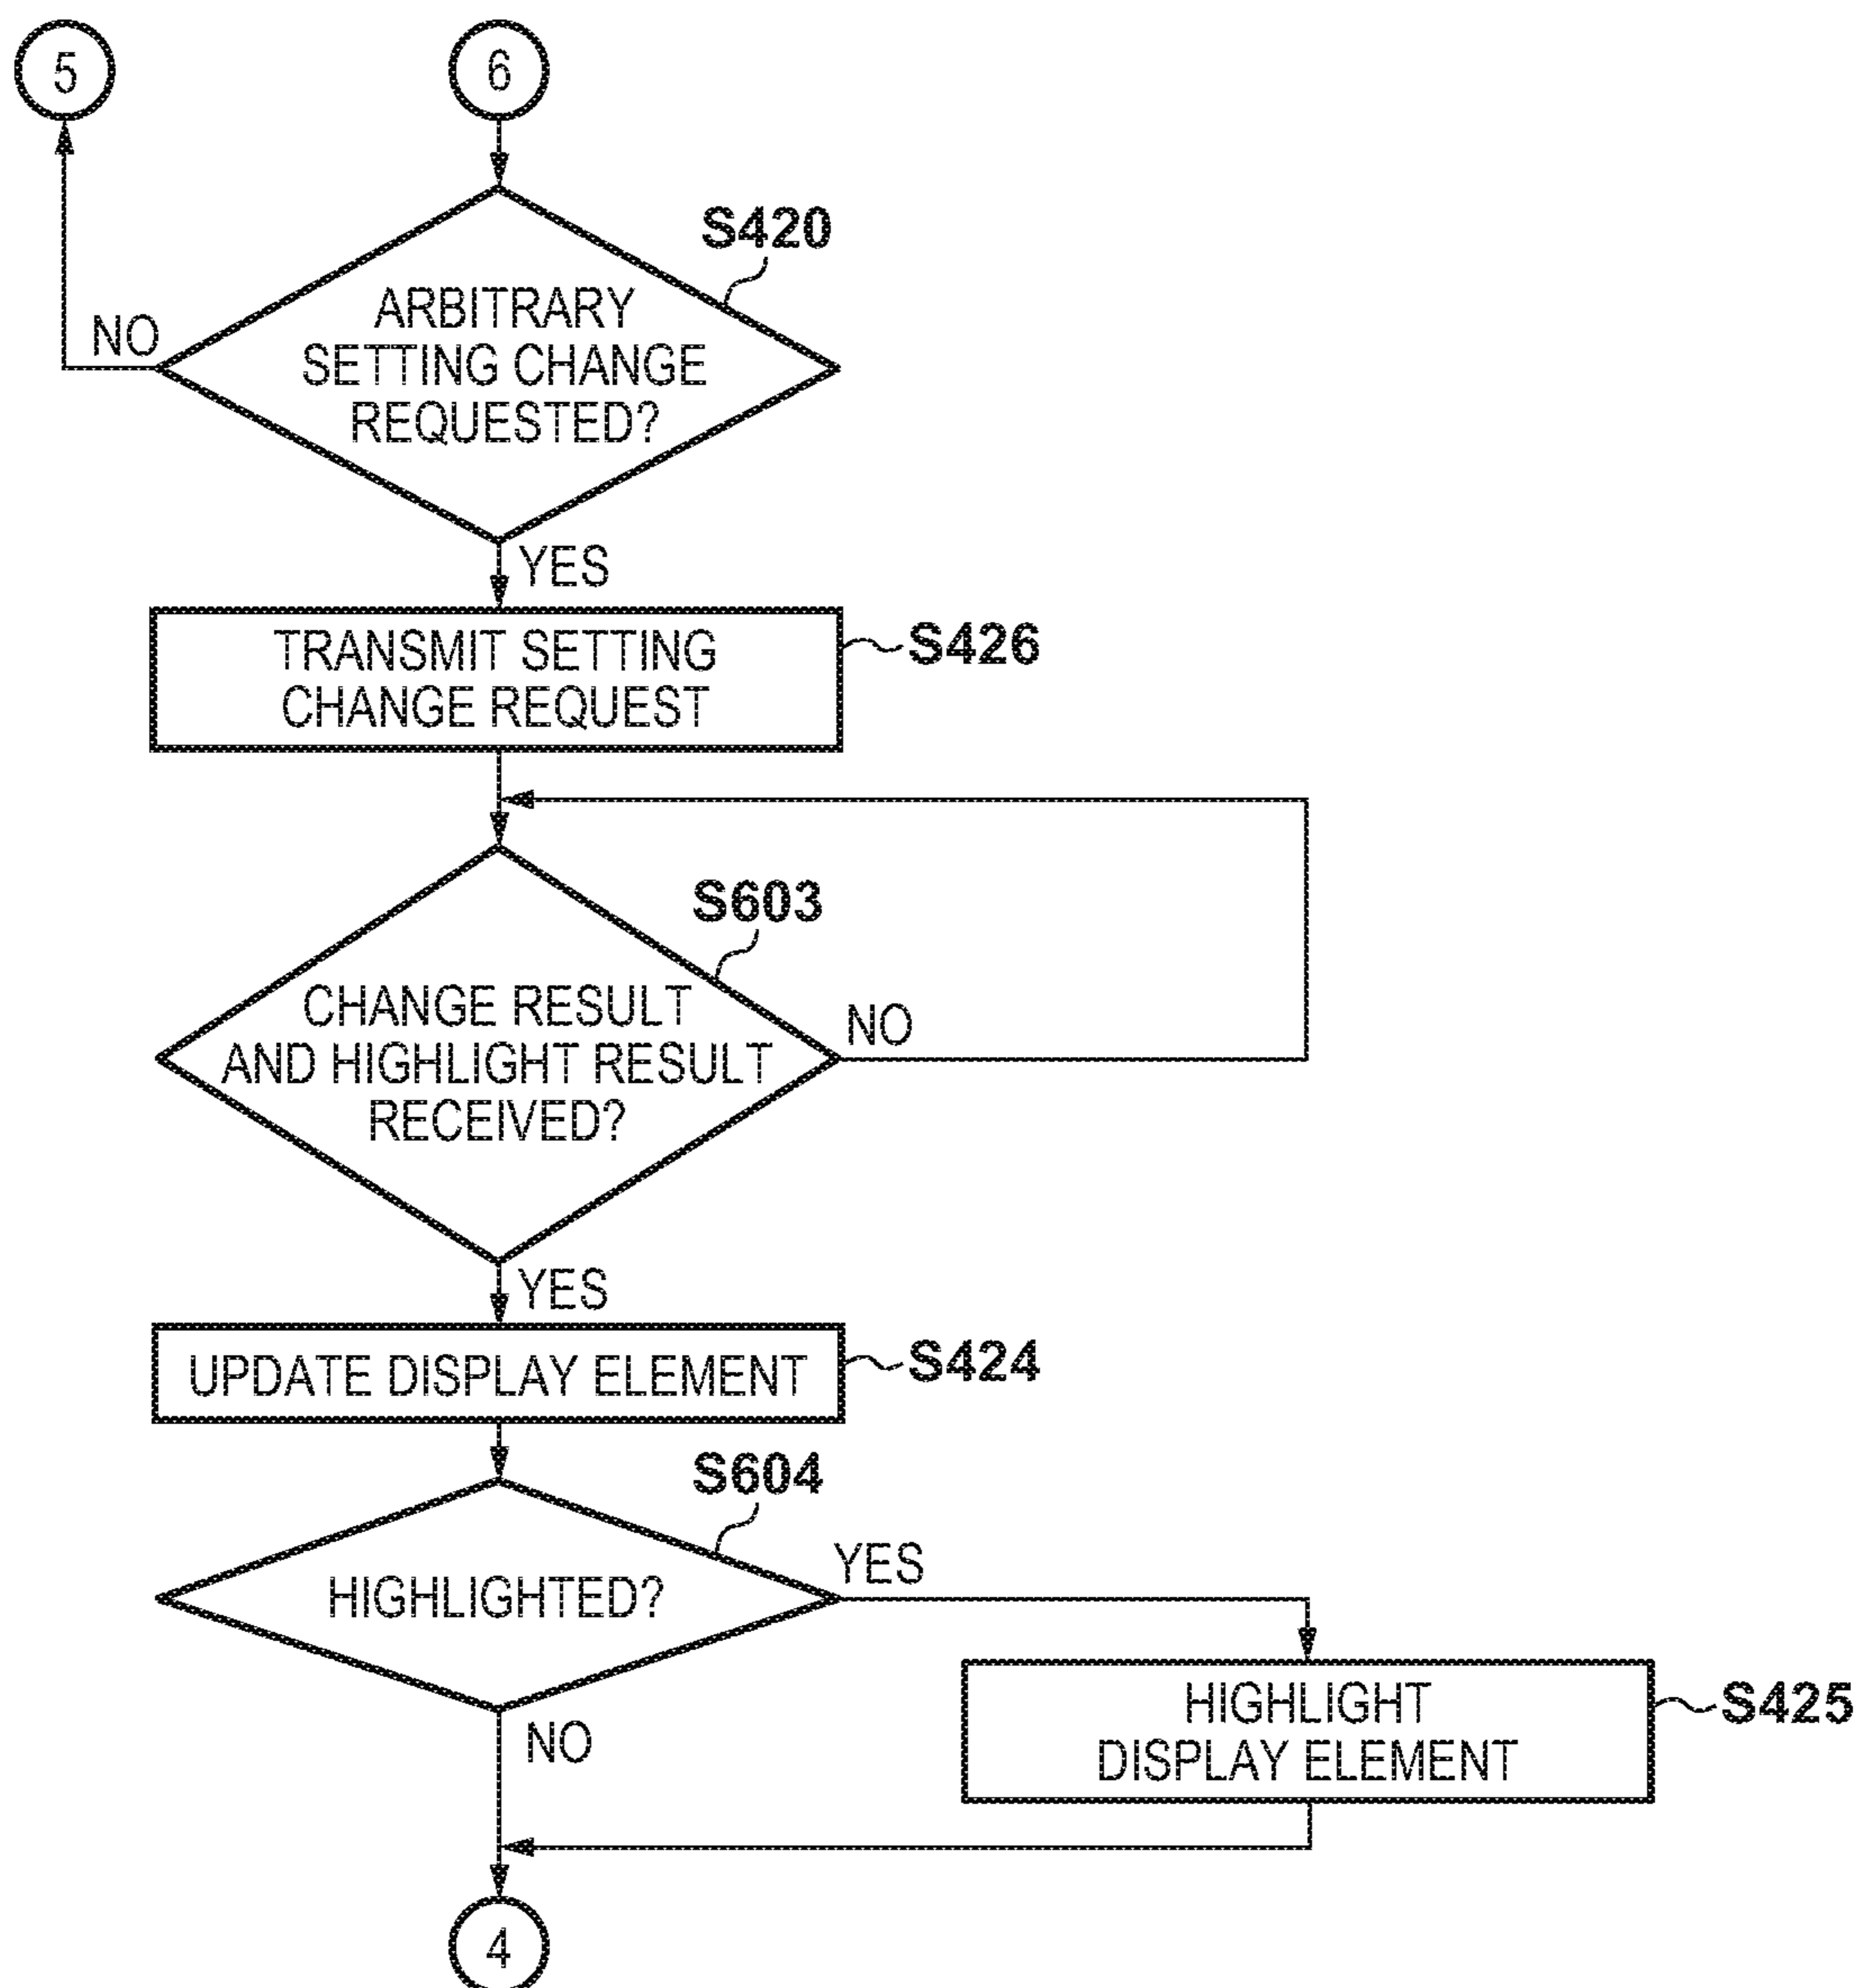 5
6
S420
ARBITRARY
SETTING CHANGE
REQUESTED?
NO
YES
TRANSMIT SETTING
CHANGE REQUEST
S426
S603
CHANGE RESULT
AND HIGHLIGHT RESULT
RECEIVED?
NO
YES
UPDATE DISPLAY ELEMENT
S424
S604
HIGHLIGHTED?
YES
NO
HIGHLIGHT
DISPLAY ELEMENT
S425
4